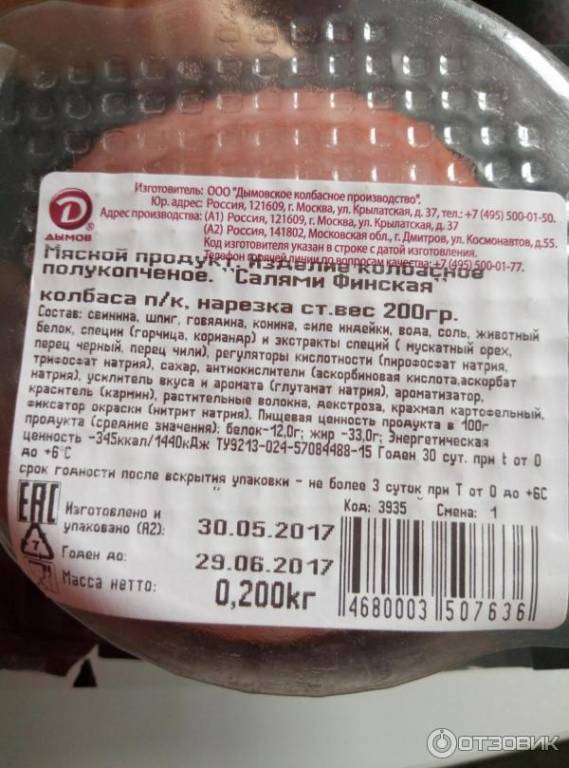 Изготовитель: ООО "Дымовское колбасное производство".
Юр. адрес: Россия, 121609, г. Москва, ул. Крылатская, д. 37, тел.: +7 (495) 500-01-50.
Адрес производства: (А1) Россия, 121609, г. Москва, ул. Крылатская, д. 37
(А2) Россия, 141802, Московская обл., г. Дмитров, ул. Космонавтов, д.55.
Код изготовителя указан в строке с датой изготовления.
Телефон горячей линии по вопросам качества: +7 (495) 500-01-77.
Д®
ДЫМОВ
Мясной продукт. Изделие колбасное
полукопченое. "Салями Финская"
колбаса п/к, нарезка ст.вес 200гр.
Состав: свинина, шпиг, говядина, конина, филе индейки, вода, соль, животный
белок, специи (горчица, кориандр) и экстракты специй ( мускатный орех,
перец черный, перец чили), регуляторы кислотности (пирофосфат натрия,
трифосфат натрия), сахар, антиокислители (аскорбиновая кислота,аскорбат
натрия), усилитель вкуса и аромата (глутамат натрия), ароматизатор,
краситель (кармин), растительные волокна, декстроза, крахмал картофельный,
фиксатор окраски (нитрит натрия). Пищевая ценность продукта в 100г
продукта (средние значения): белок-12,0г; жир -33,0г; Энергетическая
ценность -345ккал/1440кДж ТУ9213-024-57084488-15 Годен 30 сут. при t от 0
до +6°С
срок годности после вскрытия упаковки - не более 3 суток при Т от 0 до +6С
EAC
7
Изготовлено и
упаковано (А2): 30.05.2017
Годен до: 29.06.2017
Масса нетто: 0,200кг
Код: 3935 Смена: 1
4680003 507636
ОТЗОВИК